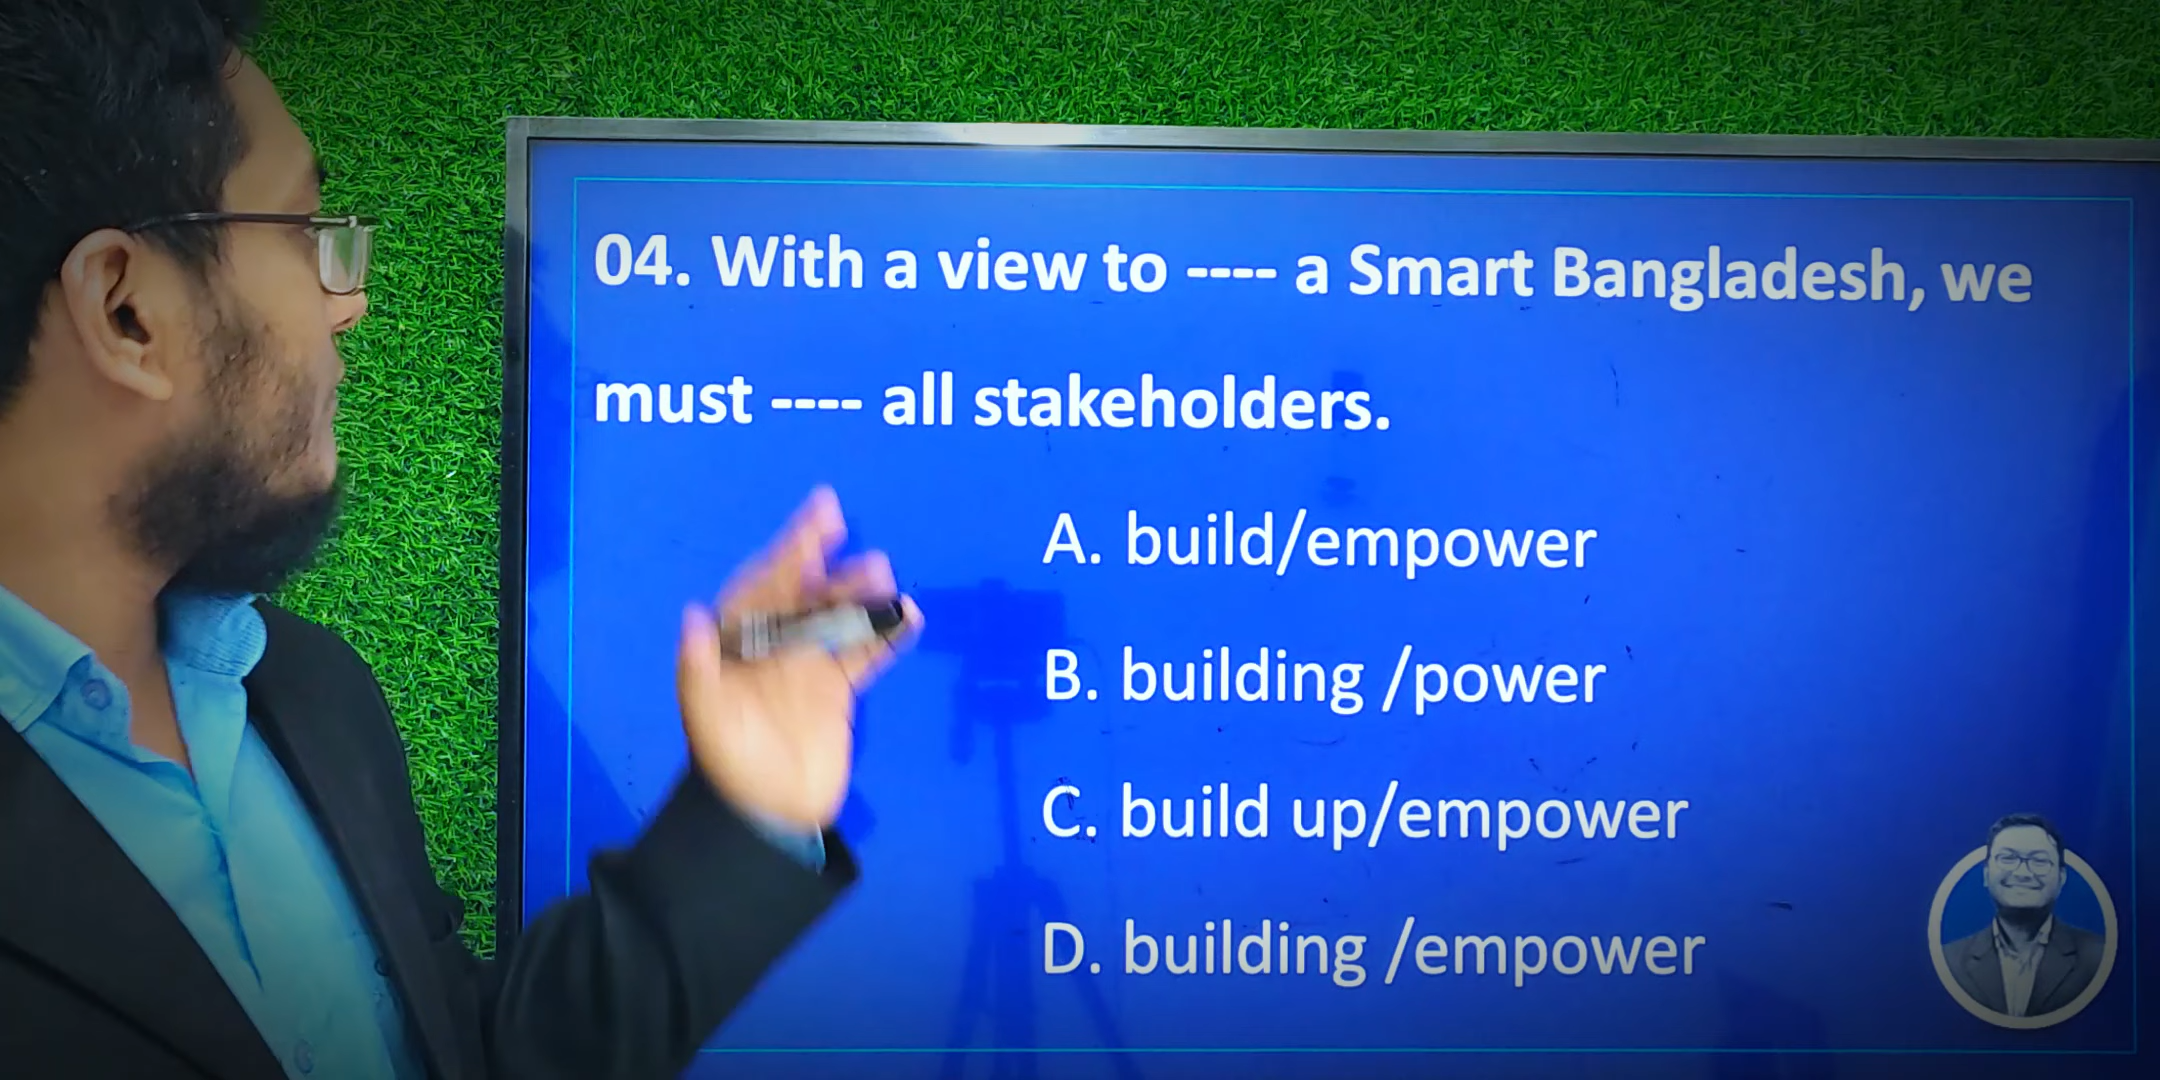 04. With a view to ---- a Smart Bangladesh, we
must ---- all stakeholders.
A. build/empower
B. building /power
C. build up/empower
D. building /empower